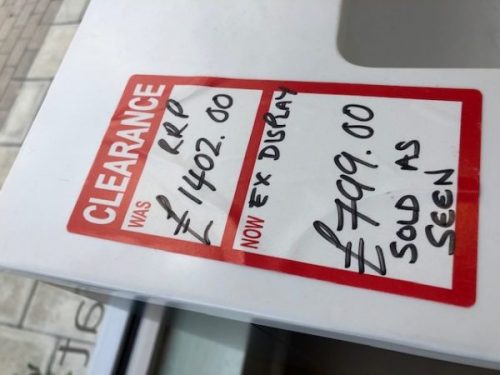 CLEARANCE
WAS RRP
£1402.00
NOW EX DISPLAY
£799.00
SOLD AS
SEEN